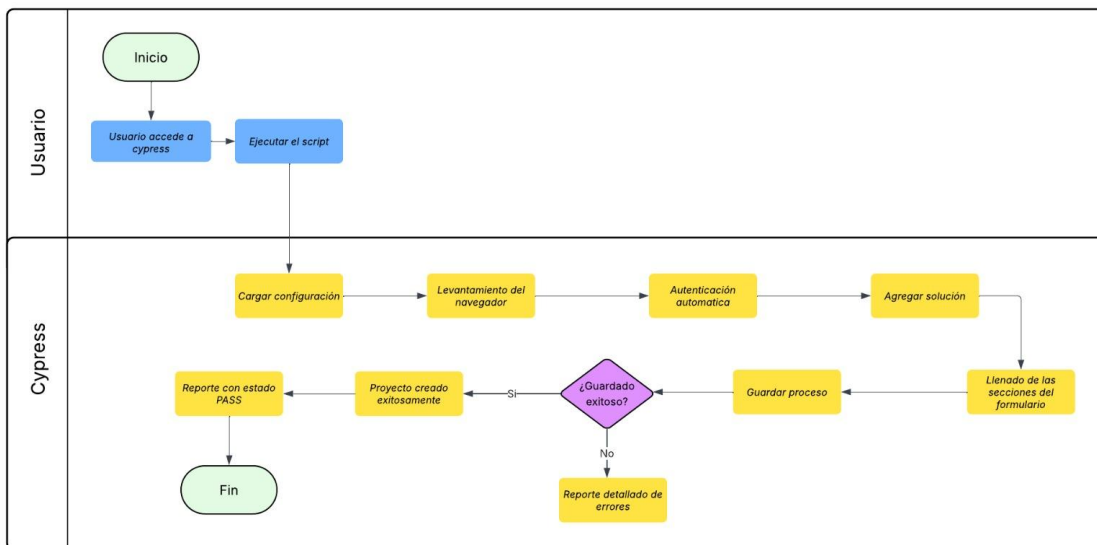 Usuario
Inicio
Usuario accede a
cypress
Ejecutar el script
Cypress
Cargar configuración
Levantamiento del
navegador
Autenticación
automatica
Agregar solución
Llenado de las
secciones del
formulario
Guardar proceso
¿Guardado
exitoso?
Si
Proyecto creado
exitosamente
Reporte con estado
PASS
Fin
No
Reporte detallado de
errores